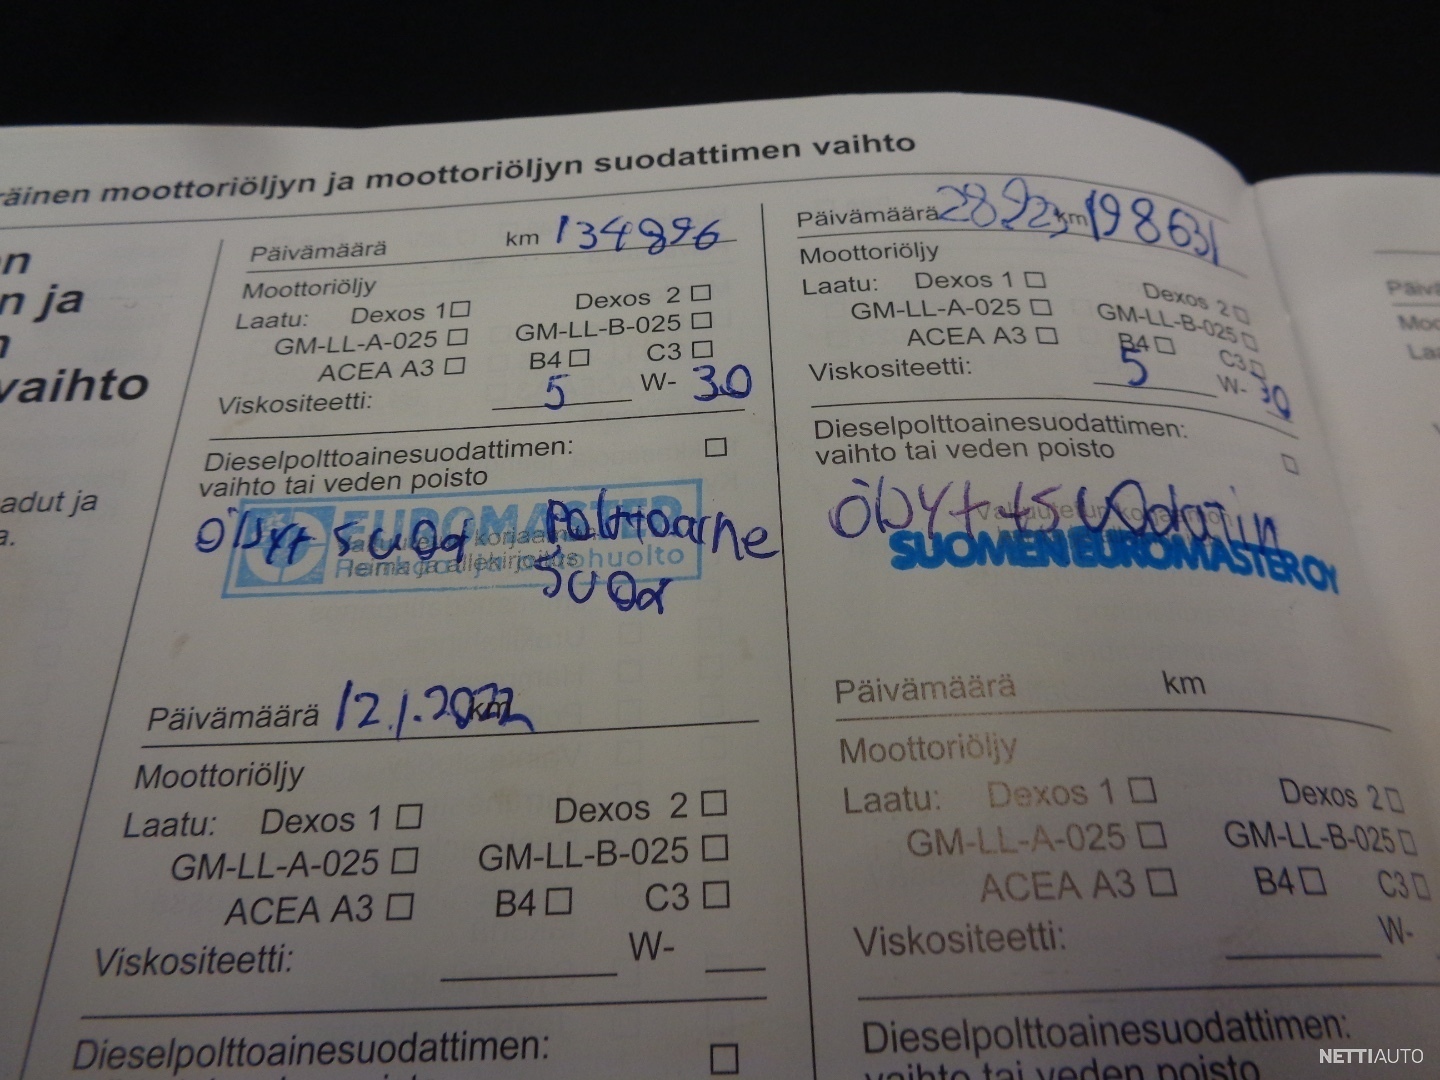 räinen moottoriöljyn ja moottoriöljyn suodattimen vaihto
n ja
vaihto
adut ja
a.
Päivämäärä km 134896
Moottoriöljy
Laatu: Dexos 1 Dexos 2
GM-LL-A-025 GM-LL-B-025
ACEA A3 B4 C3
Viskositeetti: 5 W- 30
Dieselpolttoainesuodattimen:
vaihto tai veden poisto
EUROMASTER
Öljyt suod Polttoaine
suod
Päivämäärä 12.1.2022 km
Moottoriöljy
Laatu: Dexos 1 Dexos 2
GM-LL-A-025 GM-LL-B-025
ACEA A3 B4 C3
Viskositeetti: W-
Dieselpolttoainesuodattimen:
Päivämäärä 28 9 23 km 198631
Moottoriöljy
Laatu: Dexos 1 Dexos 2
GM-LL-A-025 GM-LL-B-025
ACEA A3 B4 C3
Viskositeetti: 5 W- 30
Dieselpolttoainesuodattimen:
vaihto tai veden poisto
Öljyt + suodatin
SUOMEN EUROMASTER OY
Päivämäärä km
Moottoriöljy
Laatu: Dexos 1 Dexos 2
GM-LL-A-025 GM-LL-B-025
ACEA A3 B4 C3
Viskositeetti: W-
Dieselpolttoainesuodattimen:
vaihto tai veden poisto
NETTIAUTO